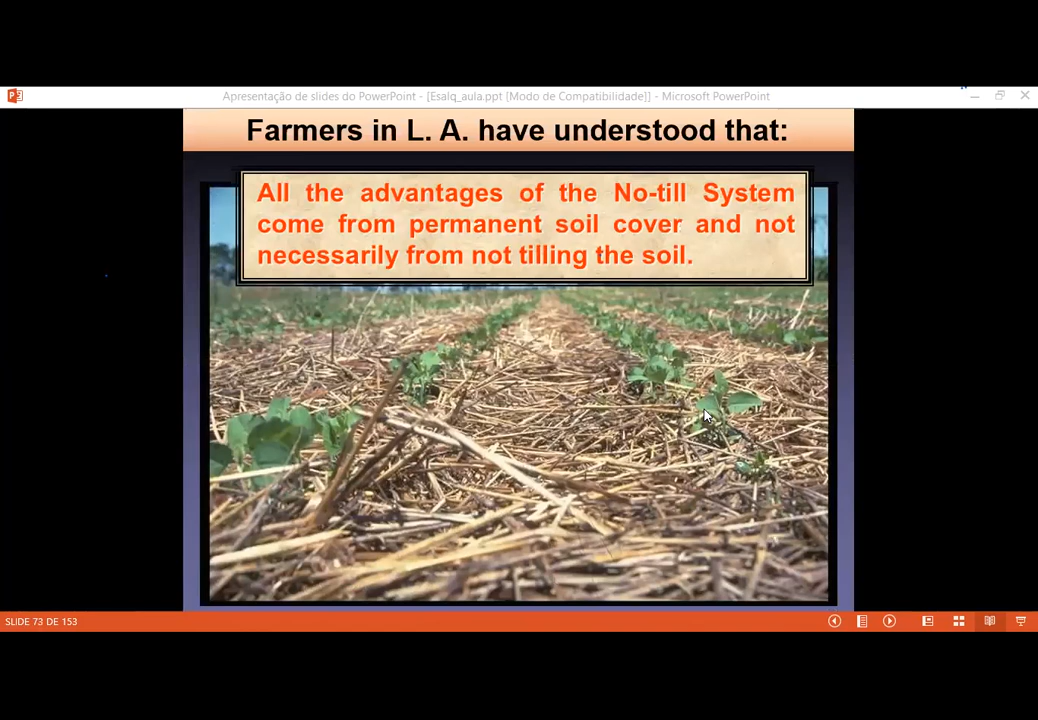 Apresentação de slides do PowerPoint - [Esalq_aula.ppt [Modo de Compatibilidade]] - Microsoft PowerPoint
Farmers in L. A. have understood that:
All the advantages of the No-till System
come from permanent soil cover and not
necessarily from not tilling the soil.
SLIDE 73 DE 153